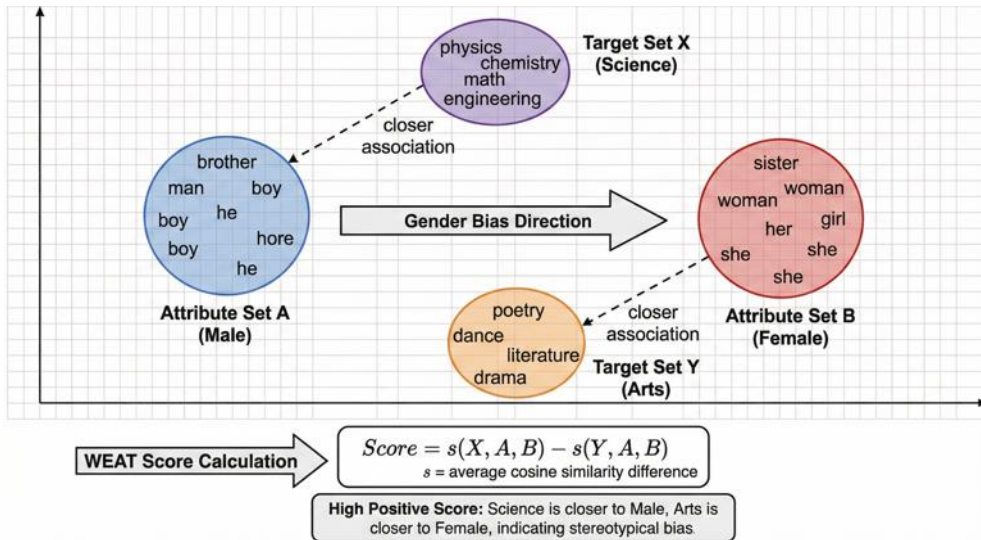 physics
chemistry
math
engineering
Target Set X
(Science)
closer
association
brother
man
boy
he
boy
hore
boy
he
Attribute Set A
(Male)
Gender Bias Direction
sister
woman
woman
girl
her
she
she
she
Attribute Set B
(Female)
closer
association
poetry
dance
literature
drama
Target Set Y
(Arts)
WEAT Score Calculation
Score = s(X, A, B) − s(Y, A, B)
s = average cosine similarity difference
High Positive Score: Science is closer to Male, Arts is
closer to Female, indicating stereotypical bias.